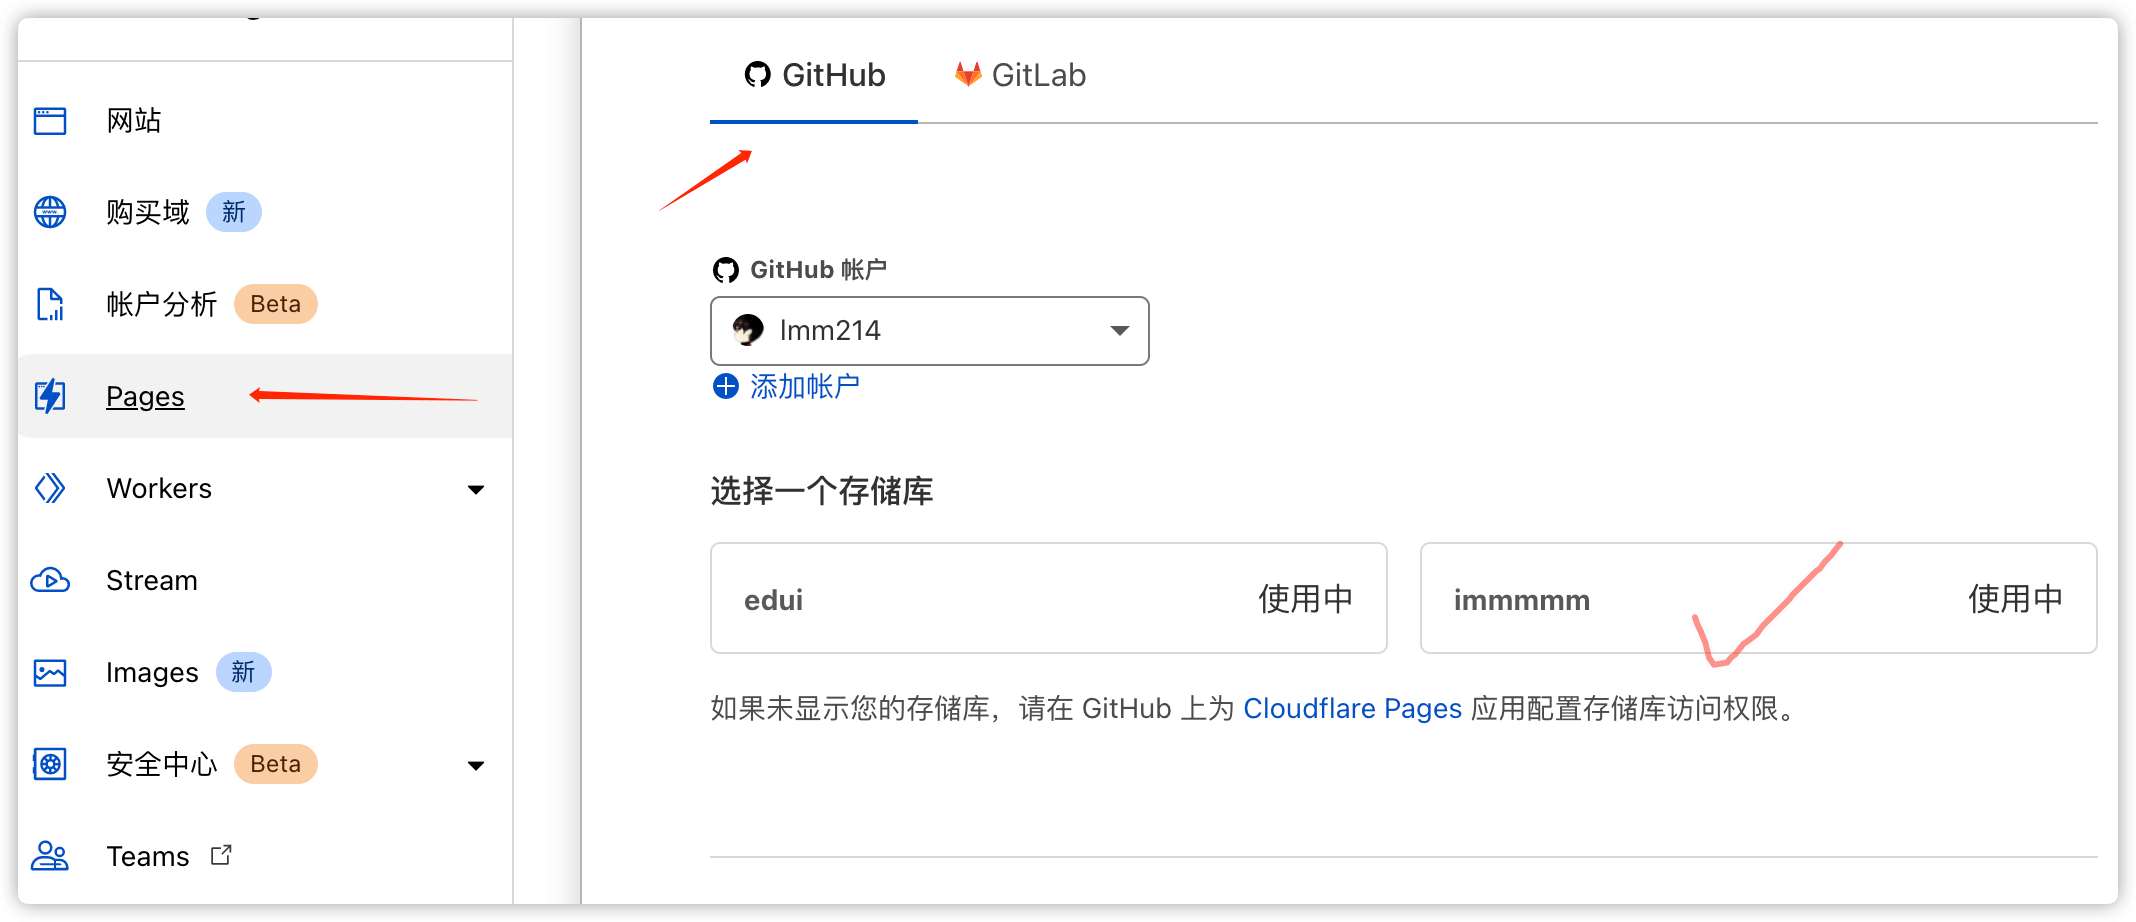 网站
购买域 新
帐户分析 Beta
Pages
Workers
Stream
Images 新
安全中心 Beta
Teams
GitHub GitLab
GitHub 帐户
lmm214
添加帐户
选择一个存储库
edui 使用中
immmmm 使用中
如果未显示您的存储库，请在 GitHub 上为 Cloudflare Pages 应用配置存储库访问权限。